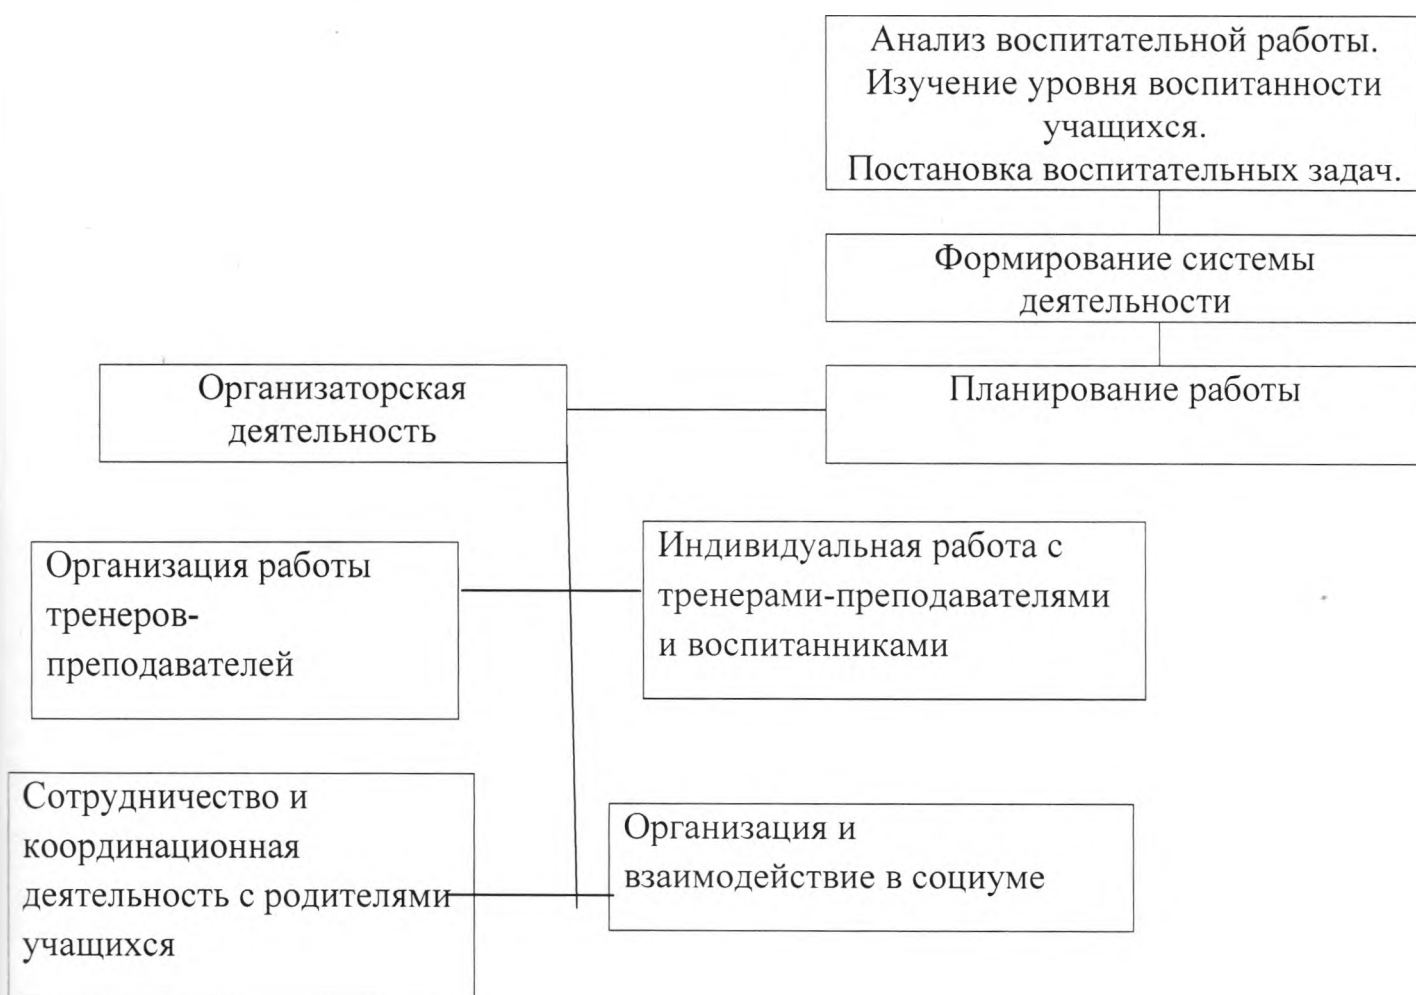 Анализ воспитательной работы.
Изучение уровня воспитанности
учащихся.
Постановка воспитательных задач.
Формирование системы
деятельности
Организаторская
деятельность
Планирование работы
Организация работы
тренеров-
преподавателей
Индивидуальная работа с
тренерами-преподавателями
и воспитанниками
Сотрудничество и
координационная
деятельность с родителями
учащихся
Организация и
взаимодействие в социуме